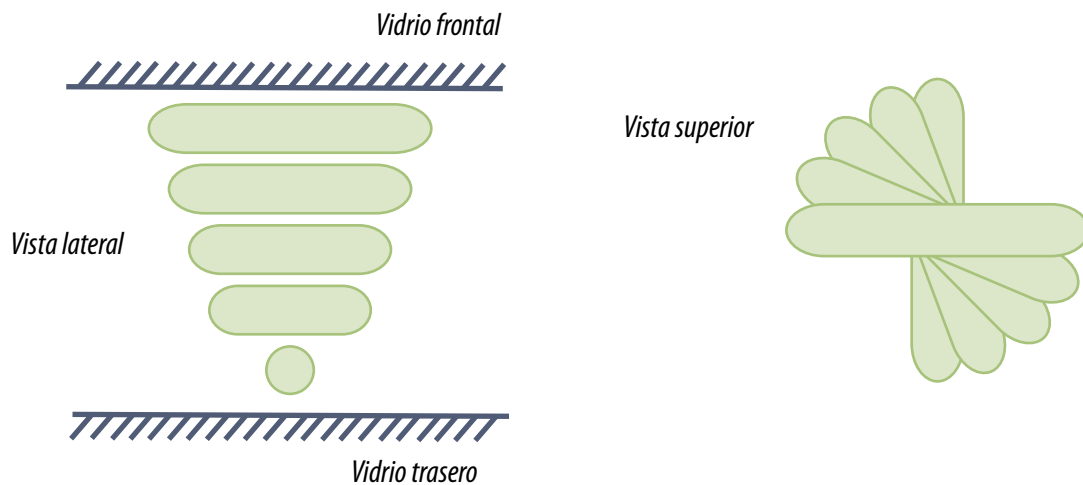 Vidrio frontal
Vista superior
Vista lateral
Vidrio trasero